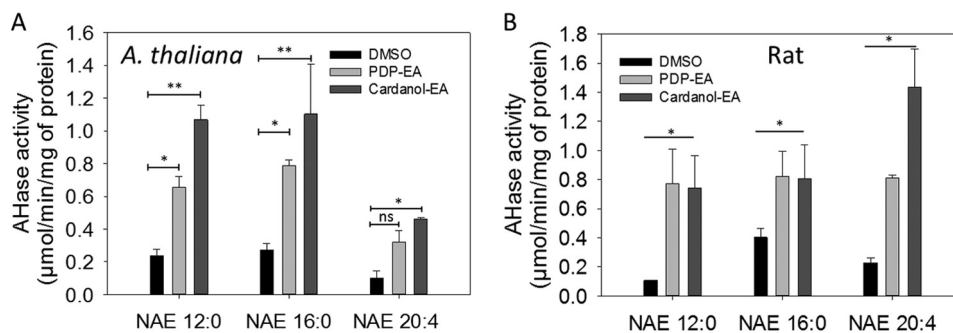 A
A. thaliana
AHase activity
(µmol/min/mg of protein)
1.6
1.4
1.2
1.0
0.8
0.6
0.4
0.2
0.0
DMSO
PDP-EA
Cardanol-EA
**
*
**
*
*
ns
NAE 12:0 NAE 16:0 NAE 20:4
B
Rat
AHase activity
(µmol/min/mg of protein)
1.8
1.6
1.4
1.2
1.0
0.8
0.6
0.4
0.2
0.0
DMSO
PDP-EA
Cardanol-EA
*
*
*
NAE 12:0 NAE 16:0 NAE 20:4